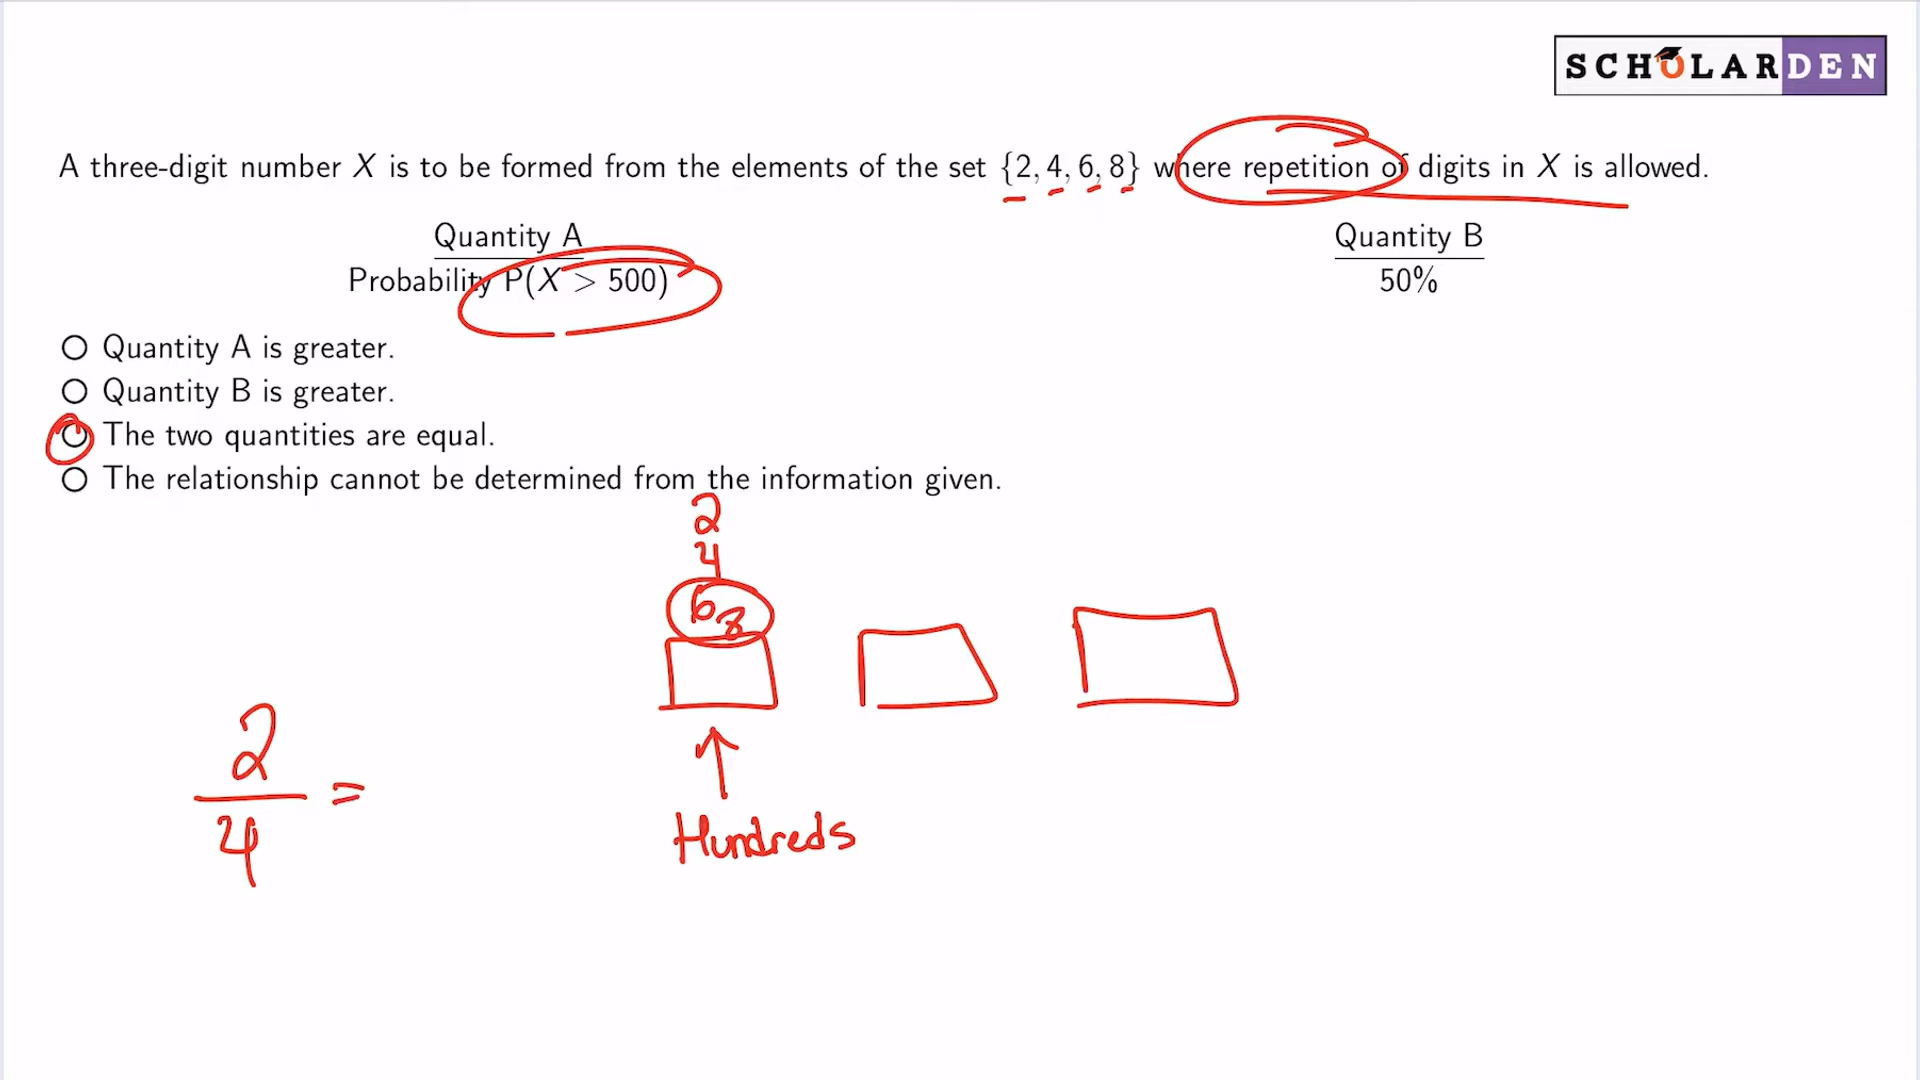 SCHOLARDEN
A three-digit number X is to be formed from the elements of the set {2, 4, 6, 8} where repetition of digits in X is allowed.
Quantity A
Probability P(X > 500)
Quantity B
50%
Quantity A is greater.
Quantity B is greater.
The two quantities are equal.
The relationship cannot be determined from the information given.
2
4
6 8
2
4
=
Hundreds